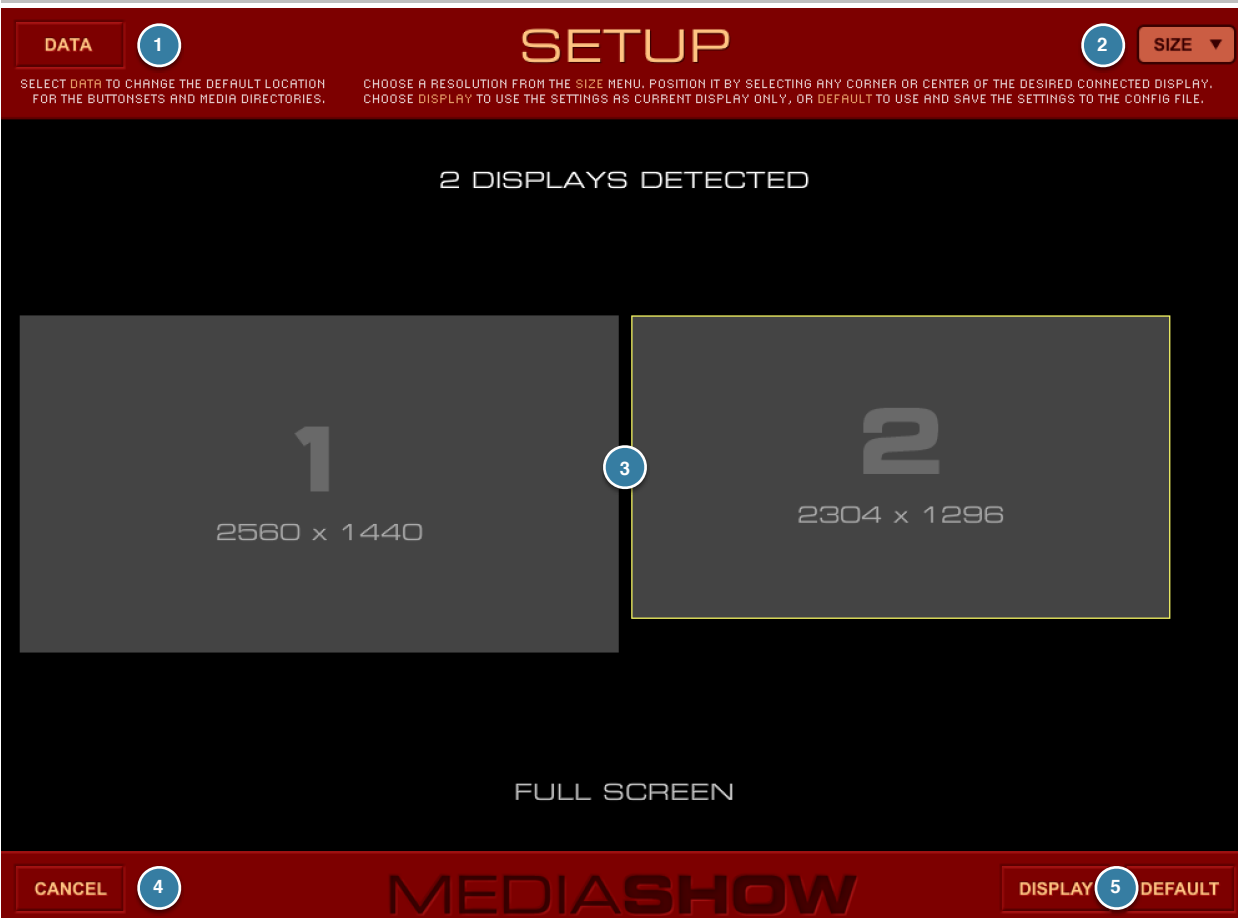 DATA
1
SETUP
2
SIZE ▼
SELECT DATA TO CHANGE THE DEFAULT LOCATION
FOR THE BUTTONSETS AND MEDIA DIRECTORIES.
CHOOSE A RESOLUTION FROM THE SIZE MENU. POSITION IT BY SELECTING ANY CORNER OR CENTER OF THE DESIRED CONNECTED DISPLAY.
CHOOSE DISPLAY TO USE THE SETTINGS AS CURRENT DISPLAY ONLY, OR DEFAULT TO USE AND SAVE THE SETTINGS TO THE CONFIG FILE.
2 DISPLAYS DETECTED
1
2560 x 1440
3
2
2304 x 1296
FULL SCREEN
CANCEL
4
MEDIASHOW
DISPLAY
5
DEFAULT